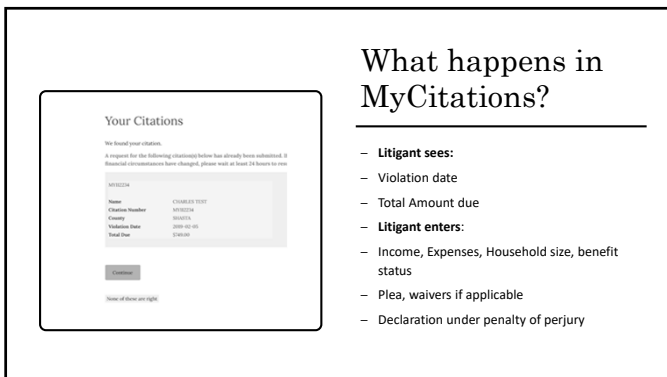 What happens in
MyCitations?
Your Citations
We found your citation.
A request for the following citation(s) below has already been submitted. If
financial circumstances have changed, please wait at least 24 hours to
Name CHARLES TEST
Citation Number
County SHASTA
Violation Date
Total Due $749.00
Continue
None of these are right
– Litigant sees:
– Violation date
– Total Amount due
– Litigant enters:
– Income, Expenses, Household size, benefit
status
– Plea, waivers if applicable
– Declaration under penalty of perjury